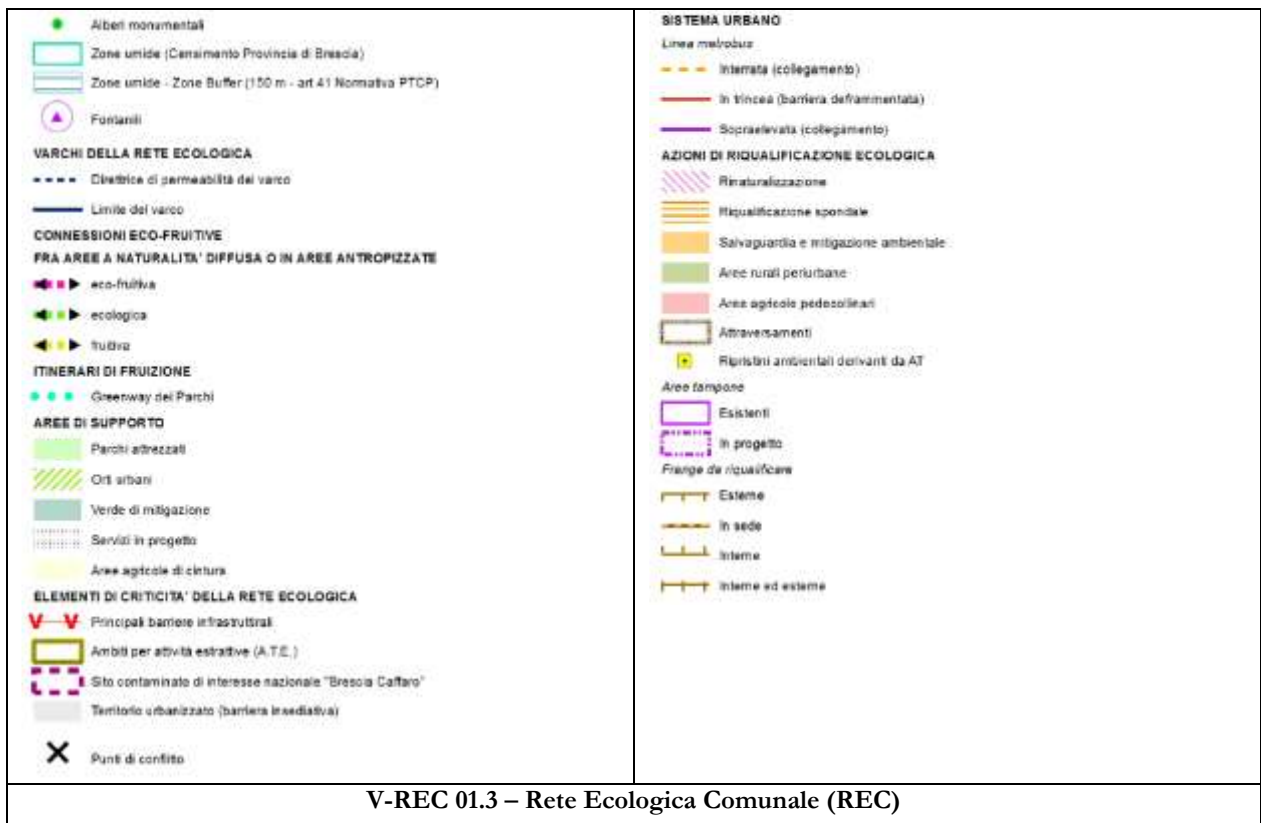 Alberi monumentali
Zone umide (Censimento Provincia di Brescia)
Zone umide - Zone Buffer (150 m - art 41 Normativa PTCP)
Fontanili
VARCHI DELLA RETE ECOLOGICA
Direttrice di permeabilità del varco
Limite del varco
CONNESSIONI ECO-FRUITIVE
FRA AREE A NATURALITA' DIFFUSA O IN AREE ANTROPIZZATE
eco-fruitiva
ecologica
fruitiva
ITINERARI DI FRUIZIONE
Greenway dei Parchi
AREE DI SUPPORTO
Parchi attrezzati
Orti urbani
Verde di mitigazione
Servizi in progetto
Aree agricole di cintura
ELEMENTI DI CRITICITA' DELLA RETE ECOLOGICA
Principali barriere infrastrutturali
Ambiti per attività estrattive (A.T.E.)
Sito contaminato di interesse nazionale "Brescia Caffaro"
Territorio urbanizzato (barriera insediativa)
Punti di conflitto
SISTEMA URBANO
Linea metrobus
Interrata (collegamento)
In trincea (barriera deframmentata)
Sopraelevata (collegamento)
AZIONI DI RIQUALIFICAZIONE ECOLOGICA
Rinaturalizzazione
Riqualificazione spondale
Salvaguardia e mitigazione ambientale
Aree rurali periurbane
Aree agricole pedecollinari
Attraversamenti
Ripristini ambientali derivanti da AT
Aree tampone
Esistenti
In progetto
Frange da riqualificare
Esterne
In sede
Interne
Interne ed esterne
V-REC 01.3 – Rete Ecologica Comunale (REC)